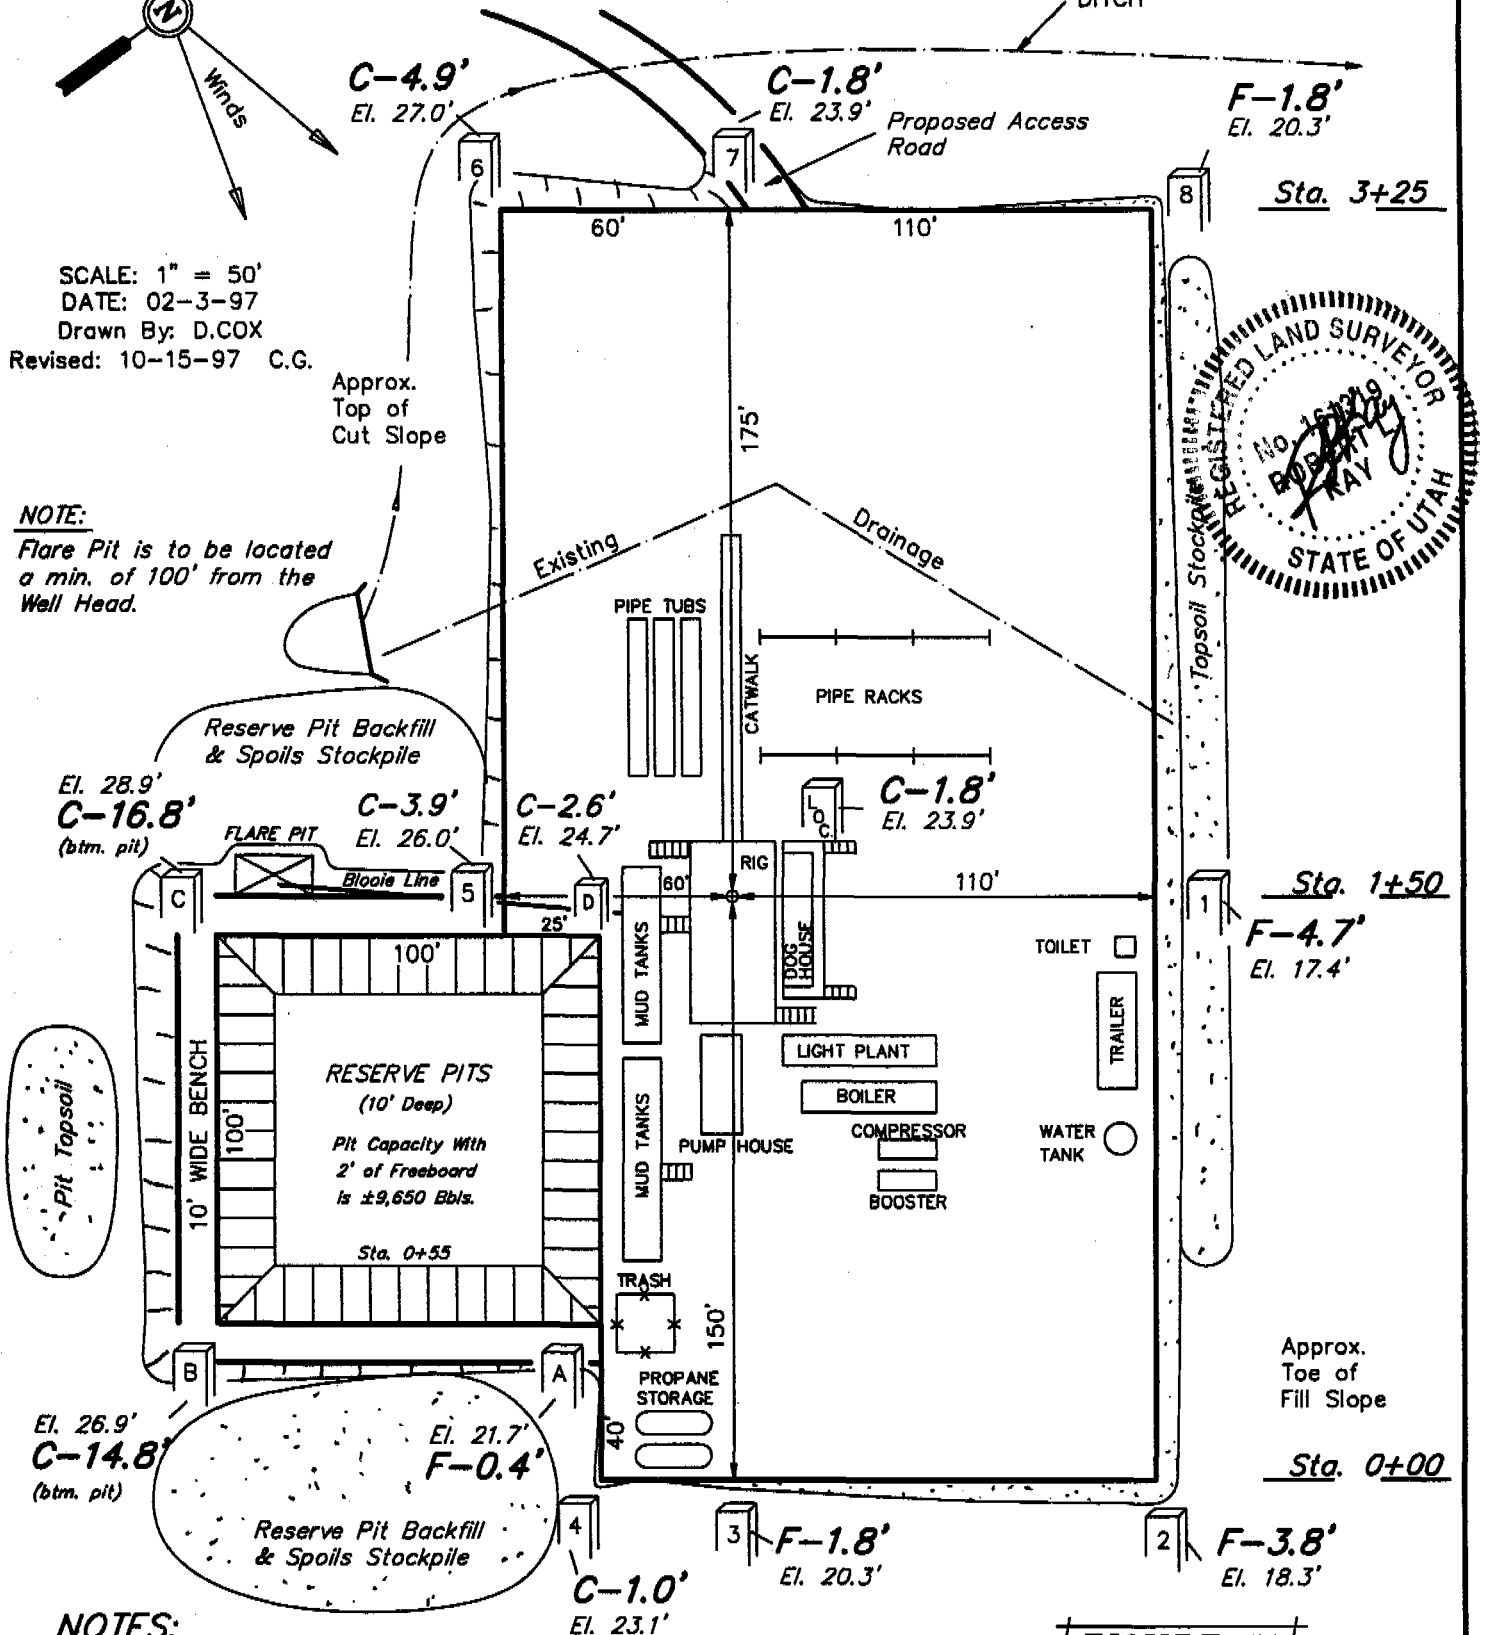 DITCH
N
Winds
C-4.9'
El. 27.0'
C-1.8'
El. 23.9'
Proposed Access
Road
F-1.8'
El. 20.3'
6
7
8
Sta. 3+25
60'
110'
SCALE: 1" = 50'
DATE: 02-3-97
Drawn By: D.COX
Revised: 10-15-97 C.G.
Approx.
Top of
Cut Slope
175'
REGISTERED LAND SURVEYOR
No. 161319
ROBERT L.
KAY
STATE OF UTAH
NOTE:
Flare Pit is to be located
a min. of 100' from the
Well Head.
Existing
Drainage
Topsoil Stockpile
PIPE TUBS
CATWALK
PIPE RACKS
Reserve Pit Backfill
& Spoils Stockpile
El. 28.9'
C-16.8'
(btm. pit)
C-3.9'
El. 26.0'
C-2.6'
El. 24.7'
LOC.
C-1.8'
El. 23.9'
FLARE PIT
Blooie Line
C
5
D
60'
RIG
110'
1
Sta. 1+50
F-4.7'
El. 17.4'
25'
100'
MUD TANKS
DOG
HOUSE
TOILET
TRAILER
LIGHT PLANT
BOILER
COMPRESSOR
BOOSTER
PUMP HOUSE
WATER
TANK
Pit Topsoil
10' WIDE BENCH
100'
RESERVE PITS
(10' Deep)
Pit Capacity With
2' of Freeboard
Is ±9,650 Bbls.
Sta. 0+55
MUD TANKS
TRASH
150'
PROPANE
STORAGE
40'
B
A
El. 26.9'
C-14.8'
(btm. pit)
El. 21.7'
F-0.4'
Approx.
Toe of
Fill Slope
Sta. 0+00
Reserve Pit Backfill
& Spoils Stockpile
4
C-1.0'
El. 23.1'
3
F-1.8'
El. 20.3'
2
F-3.8'
El. 18.3'
NOTES: